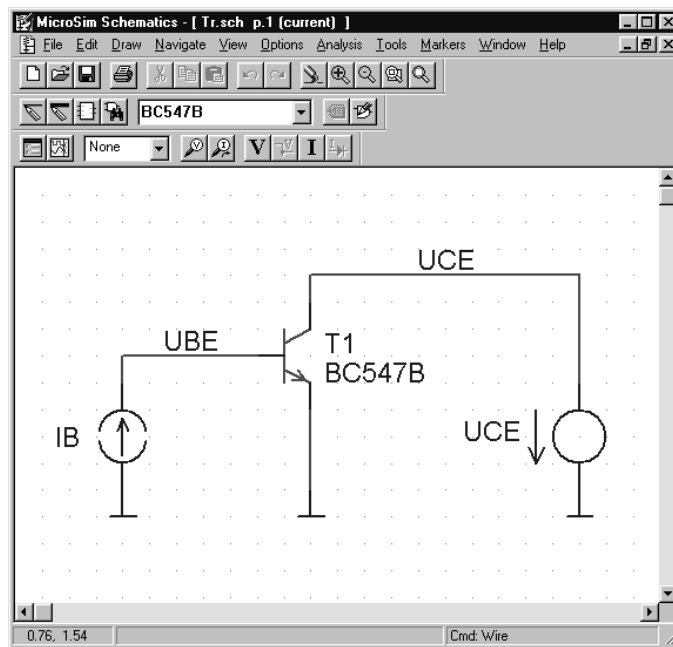 MicroSim Schematics - [ Tr.sch p.1 (current) ]
File Edit Draw Navigate View Options Analysis Tools Markers Window Help
BC547B
None
V I
UCE
UBE
T1
BC547B
IB
UCE
0.76, 1.54
Cmd: Wire